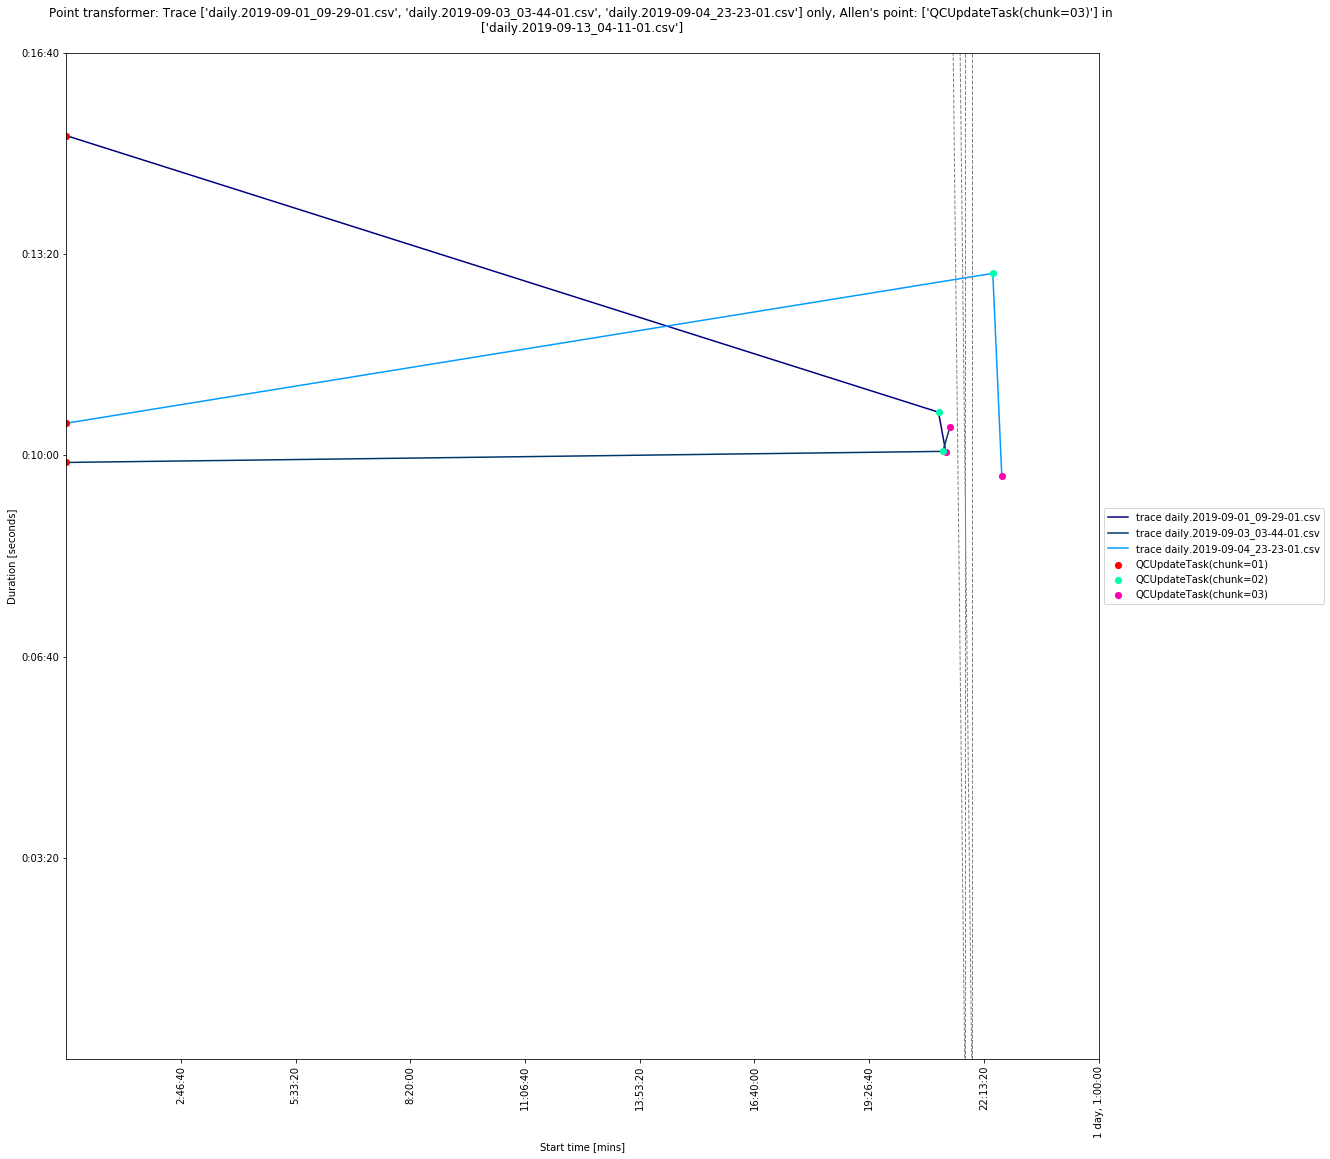 Point transformer: Trace ['daily.2019-09-01_09-29-01.csv', 'daily.2019-09-03_03-44-01.csv', 'daily.2019-09-04_23-23-01.csv'] only, Allen's point: ['QCUpdateTask(chunk=03)'] in
['daily.2019-09-13_04-11-01.csv']
0:16:40
0:13:20
0:10:00
0:06:40
0:03:20
Duration [seconds]
trace daily.2019-09-01_09-29-01.csv
trace daily.2019-09-03_03-44-01.csv
trace daily.2019-09-04_23-23-01.csv
QCUpdateTask(chunk=01)
QCUpdateTask(chunk=02)
QCUpdateTask(chunk=03)
2:46:40
5:33:20
8:20:00
11:06:40
13:53:20
16:40:00
19:26:40
22:13:20
1 day, 1:00:00
Start time [mins]